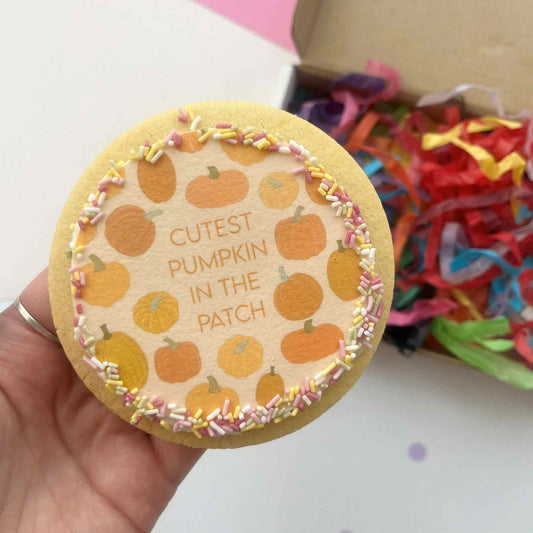 CUTEST
PUMPKIN
IN THE
PATCH